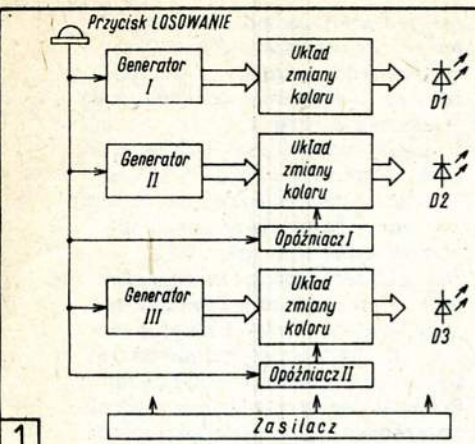 Przycisk LOSOWANIE
Generator
I
Układ
zmiany
koloru
D1
Generator
II
Układ
zmiany
koloru
D2
Opóźniacz I
Generator
III
Układ
zmiany
koloru
D3
Opóźniacz II
Zasilacz
1